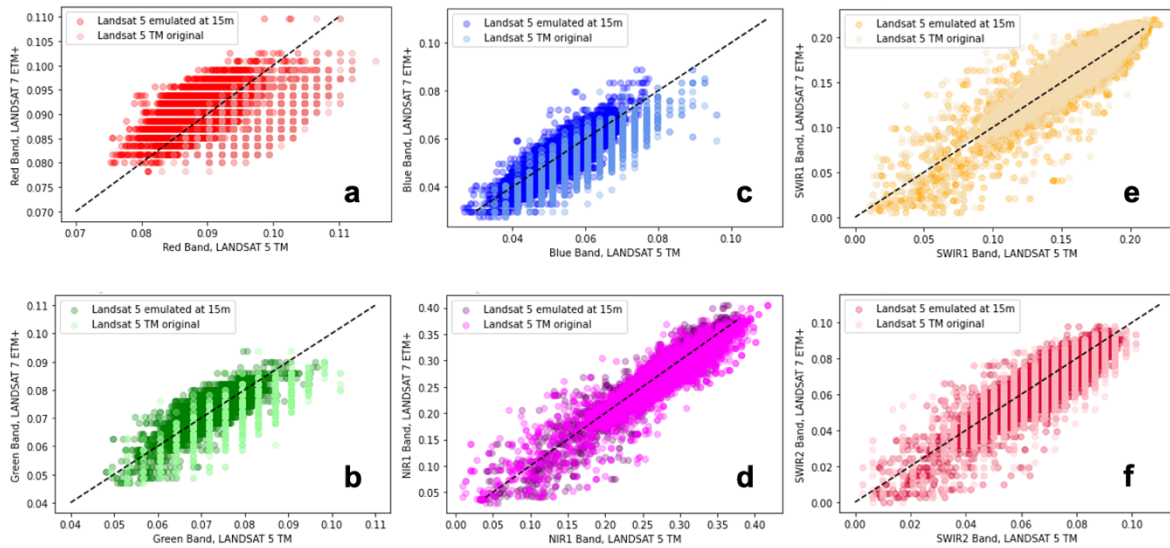 0.110
0.105
0.100
0.095
0.090
0.085
0.080
0.075
0.070
Red Band, LANDSAT 7 ETM+
Landsat 5 emulated at 15m
Landsat 5 TM original
a
0.07 0.08 0.09 0.10 0.11
Red Band, LANDSAT 5 TM
0.10
0.08
0.06
0.04
Blue Band, LANDSAT 7 ETM+
Landsat 5 emulated at 15m
Landsat 5 TM original
c
0.04 0.06 0.08 0.10
Blue Band, LANDSAT 5 TM
0.20
0.15
0.10
0.05
0.00
SWIR1 Band, LANDSAT 7 ETM+
Landsat 5 emulated at 15m
Landsat 5 TM original
e
0.00 0.05 0.10 0.15 0.20
SWIR1 Band, LANDSAT 5 TM
0.11
0.10
0.09
0.08
0.07
0.06
0.05
0.04
Green Band, LANDSAT 7 ETM+
Landsat 5 emulated at 15m
Landsat 5 TM original
b
0.04 0.05 0.06 0.07 0.08 0.09 0.10 0.11
Green Band, LANDSAT 5 TM
0.40
0.35
0.30
0.25
0.20
0.15
0.10
0.05
NIR1 Band, LANDSAT 7 ETM+
Landsat 5 emulated at 15m
Landsat 5 TM original
d
0.00 0.05 0.10 0.15 0.20 0.25 0.30 0.35 0.40
NIR1 Band, LANDSAT 5 TM
0.10
0.08
0.06
0.04
0.02
0.00
SWIR2 Band, LANDSAT 7 ETM+
Landsat 5 emulated at 15m
Landsat 5 TM original
f
0.00 0.02 0.04 0.06 0.08 0.10
SWIR2 Band, LANDSAT 5 TM